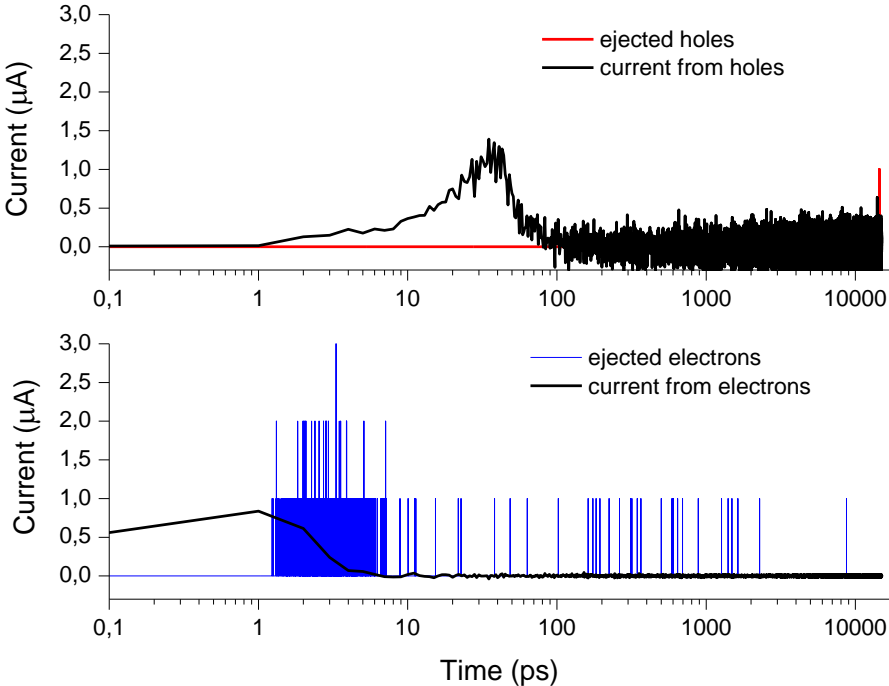 3,0
2,5
2,0
1,5
1,0
0,5
0,0
Current (μA)
ejected holes
current from holes
0,1 1 10 100 1000 10000
3,0
2,5
2,0
1,5
1,0
0,5
0,0
Current (μA)
ejected electrons
current from electrons
0,1 1 10 100 1000 10000
Time (ps)